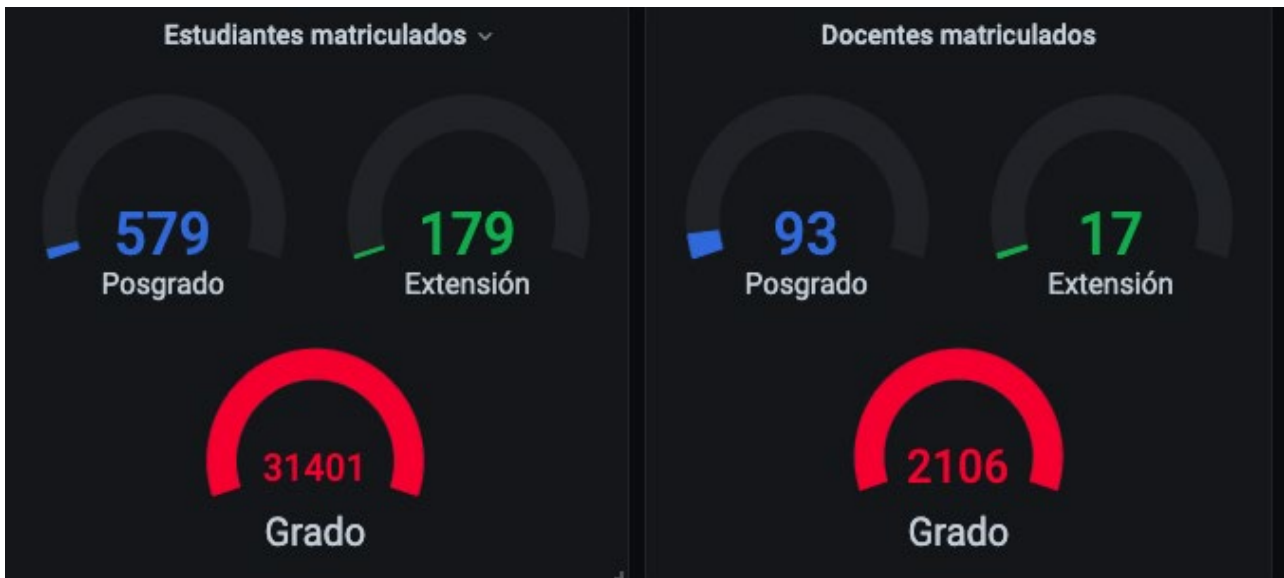 Estudiantes matriculados
579
Posgrado
179
Extensión
31401
Grado
Docentes matriculados
93
Posgrado
17
Extensión
2106
Grado